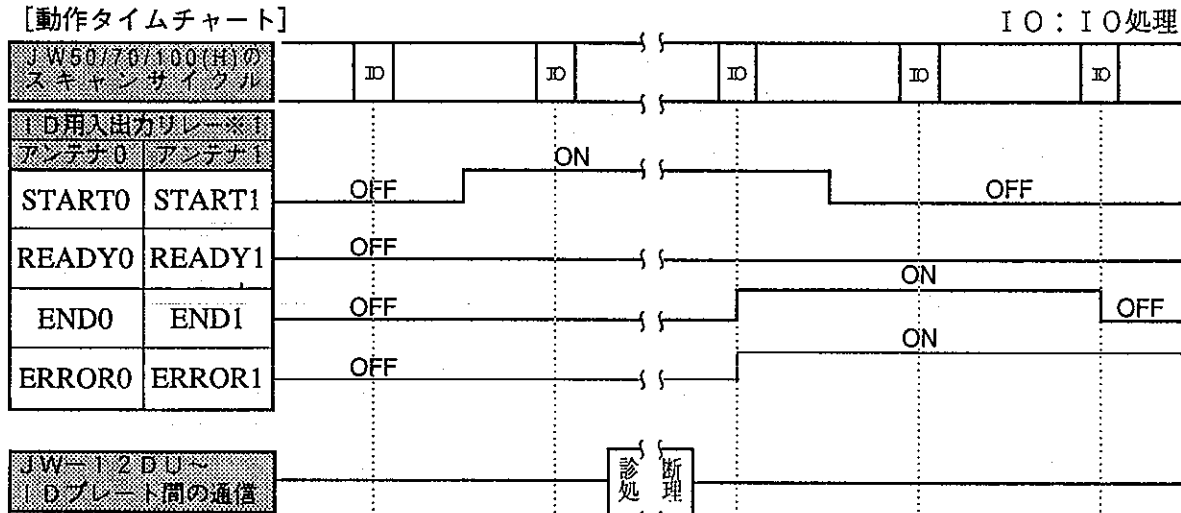 [動作タイムチャート]
IO:IO処理
JW50/70/100(H)の
スキャンサイクル
IO IO IO IO IO
ID用入出力リレー※1
アンテナ0 アンテナ1
ON
START0 START1 OFF OFF
READY0 READY1 OFF
ON
END0 END1 OFF OFF
ON
ERROR0 ERROR1 OFF
JW-12DU~
IDプレート間の通信
診断
処理